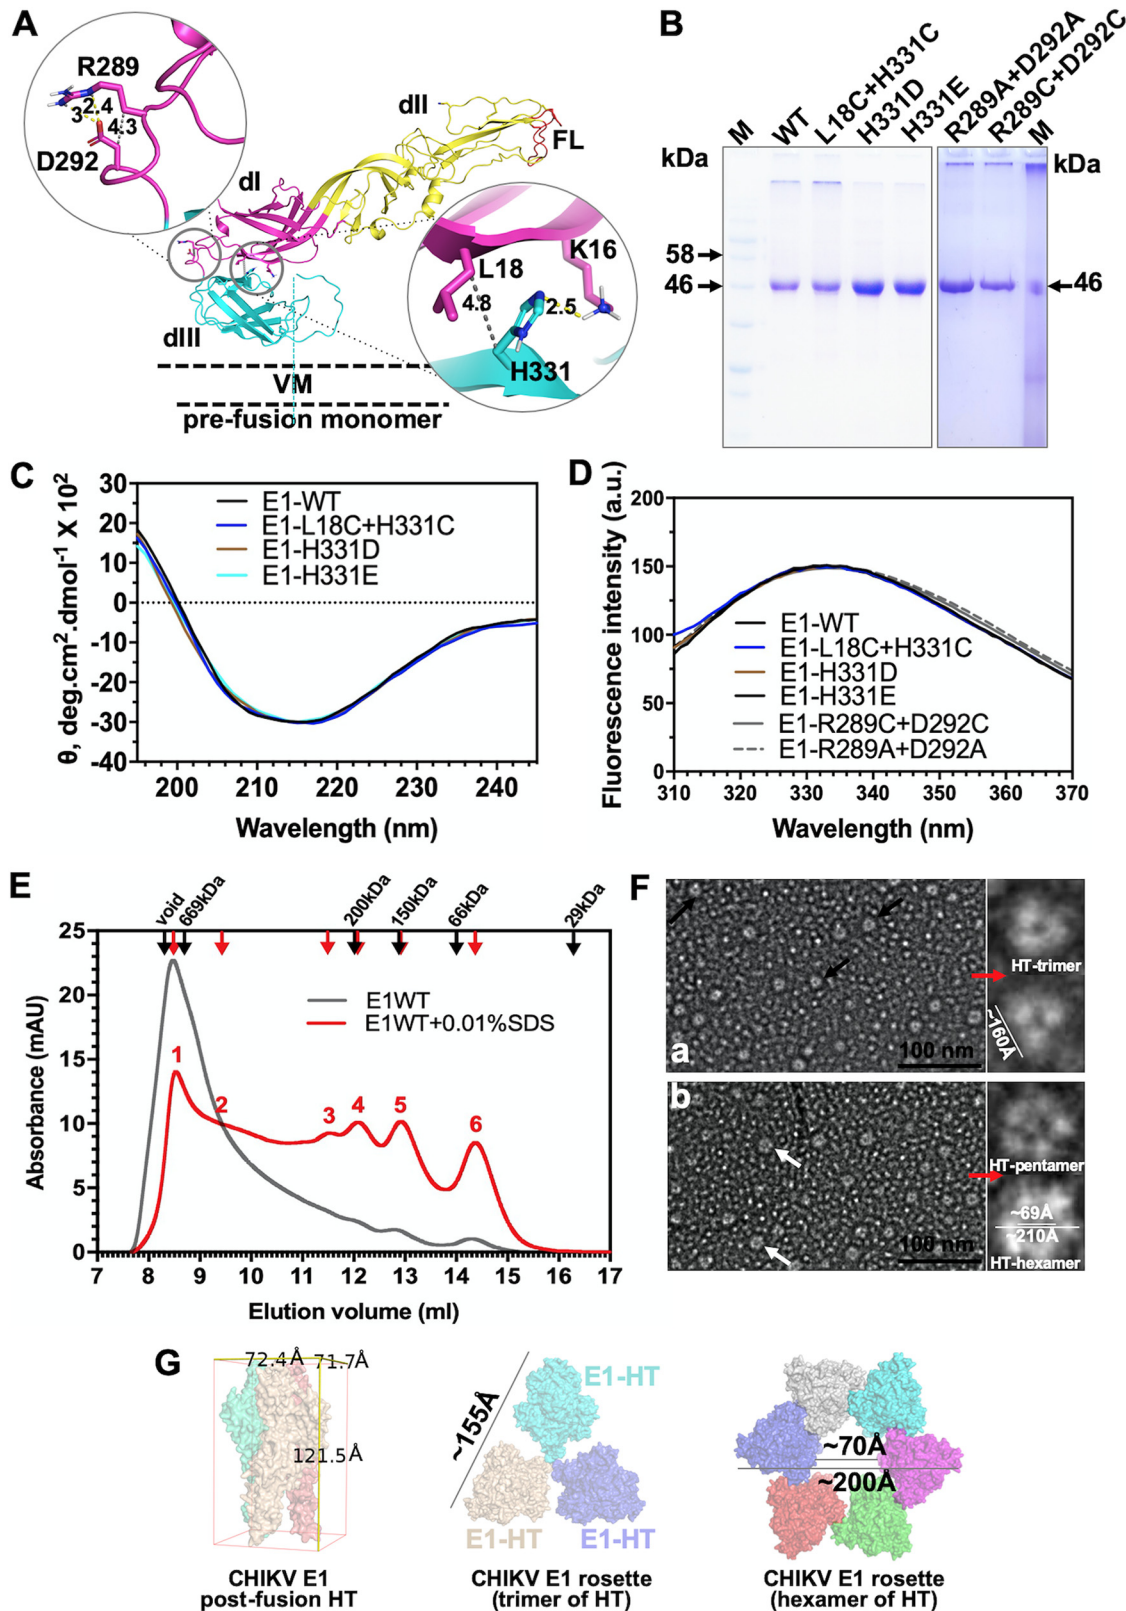 A
R289
2.4
3
4.3
D292
dI
dII
FL
dIII
L18
K16
4.8
2.5
H331
VM
pre-fusion monomer
B
kDa
M
WT
L18C+H331C
H331D
H331E
R289A+D292A
R289C+D292C
M
kDa
58
46
46
C
θ, deg.cm².dmol⁻¹ X 10²
30
20
10
0
-10
-20
-30
-40
E1-WT
E1-L18C+H331C
E1-H331D
E1-H331E
200 210 220 230 240
Wavelength (nm)
D
Fluorescence intensity (a.u.)
200
150
100
50
0
E1-WT
E1-L18C+H331C
E1-H331D
E1-H331E
E1-R289C+D292C
E1-R289A+D292A
310 320 330 340 350 360 370
Wavelength (nm)
E
void
669kDa
200kDa
150kDa
66kDa
29kDa
Absorbance (mAU)
25
20
15
10
5
0
E1WT
E1WT+0.01%SDS
1
2
3
4
5
6
7 8 9 10 11 12 13 14 15 16 17
Elution volume (ml)
F
a
100 nm
HT-trimer
~160Å
b
100 nm
HT-pentamer
~69Å
~210Å
HT-hexamer
G
72.4Å
71.7Å
121.5Å
CHIKV E1
post-fusion HT
~155Å
E1-HT
E1-HT
E1-HT
CHIKV E1 rosette
(trimer of HT)
~70Å
~200Å
CHIKV E1 rosette
(hexamer of HT)